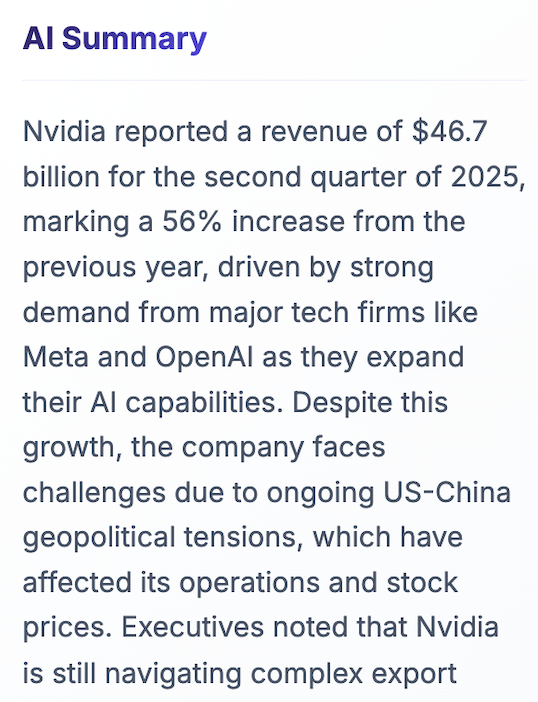 AI Summary
Nvidia reported a revenue of $46.7
billion for the second quarter of 2025,
marking a 56% increase from the
previous year, driven by strong
demand from major tech firms like
Meta and OpenAI as they expand
their AI capabilities. Despite this
growth, the company faces
challenges due to ongoing US-China
geopolitical tensions, which have
affected its operations and stock
prices. Executives noted that Nvidia
is still navigating complex export